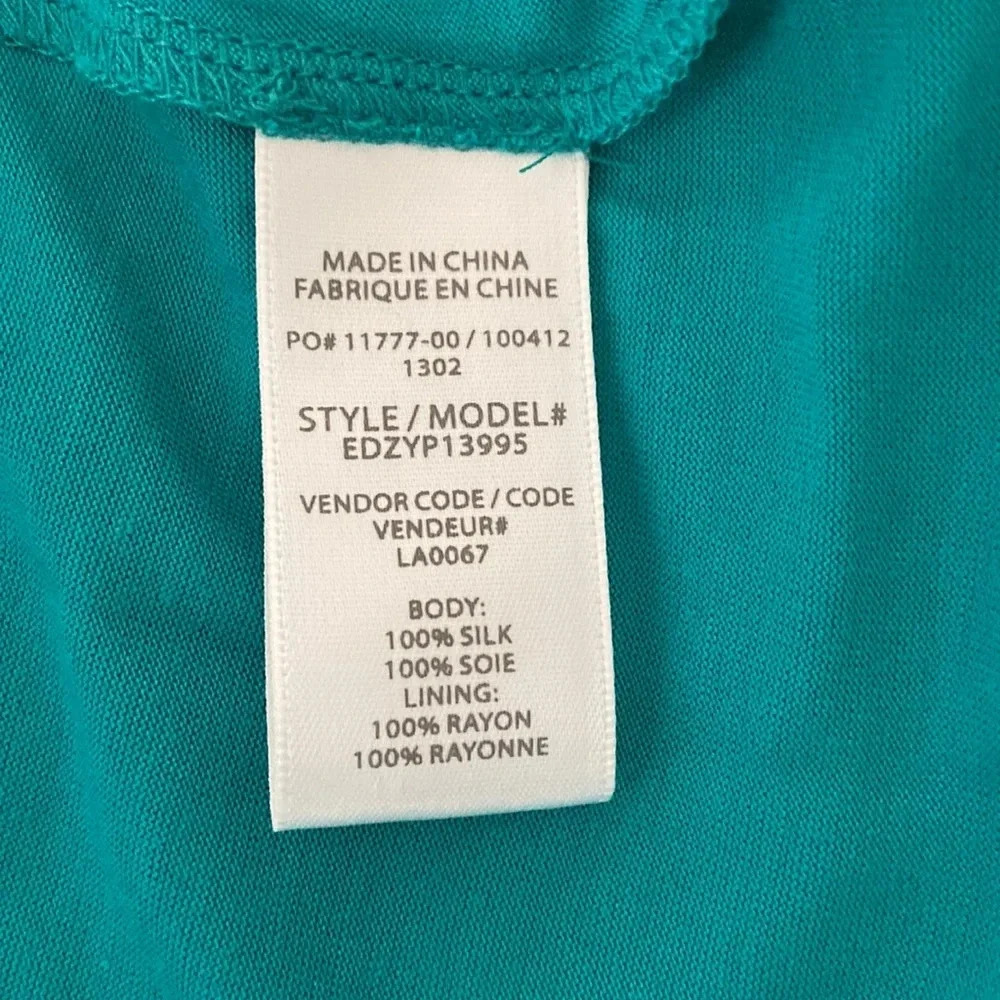 MADE IN CHINA
FABRIQUE EN CHINE
PO# 11777-00 / 100412
1302
STYLE / MODEL#
EDZYP13995
VENDOR CODE / CODE
VENDEUR#
LA0067
BODY:
100% SILK
100% SOIE
LINING:
100% RAYON
100% RAYONNE